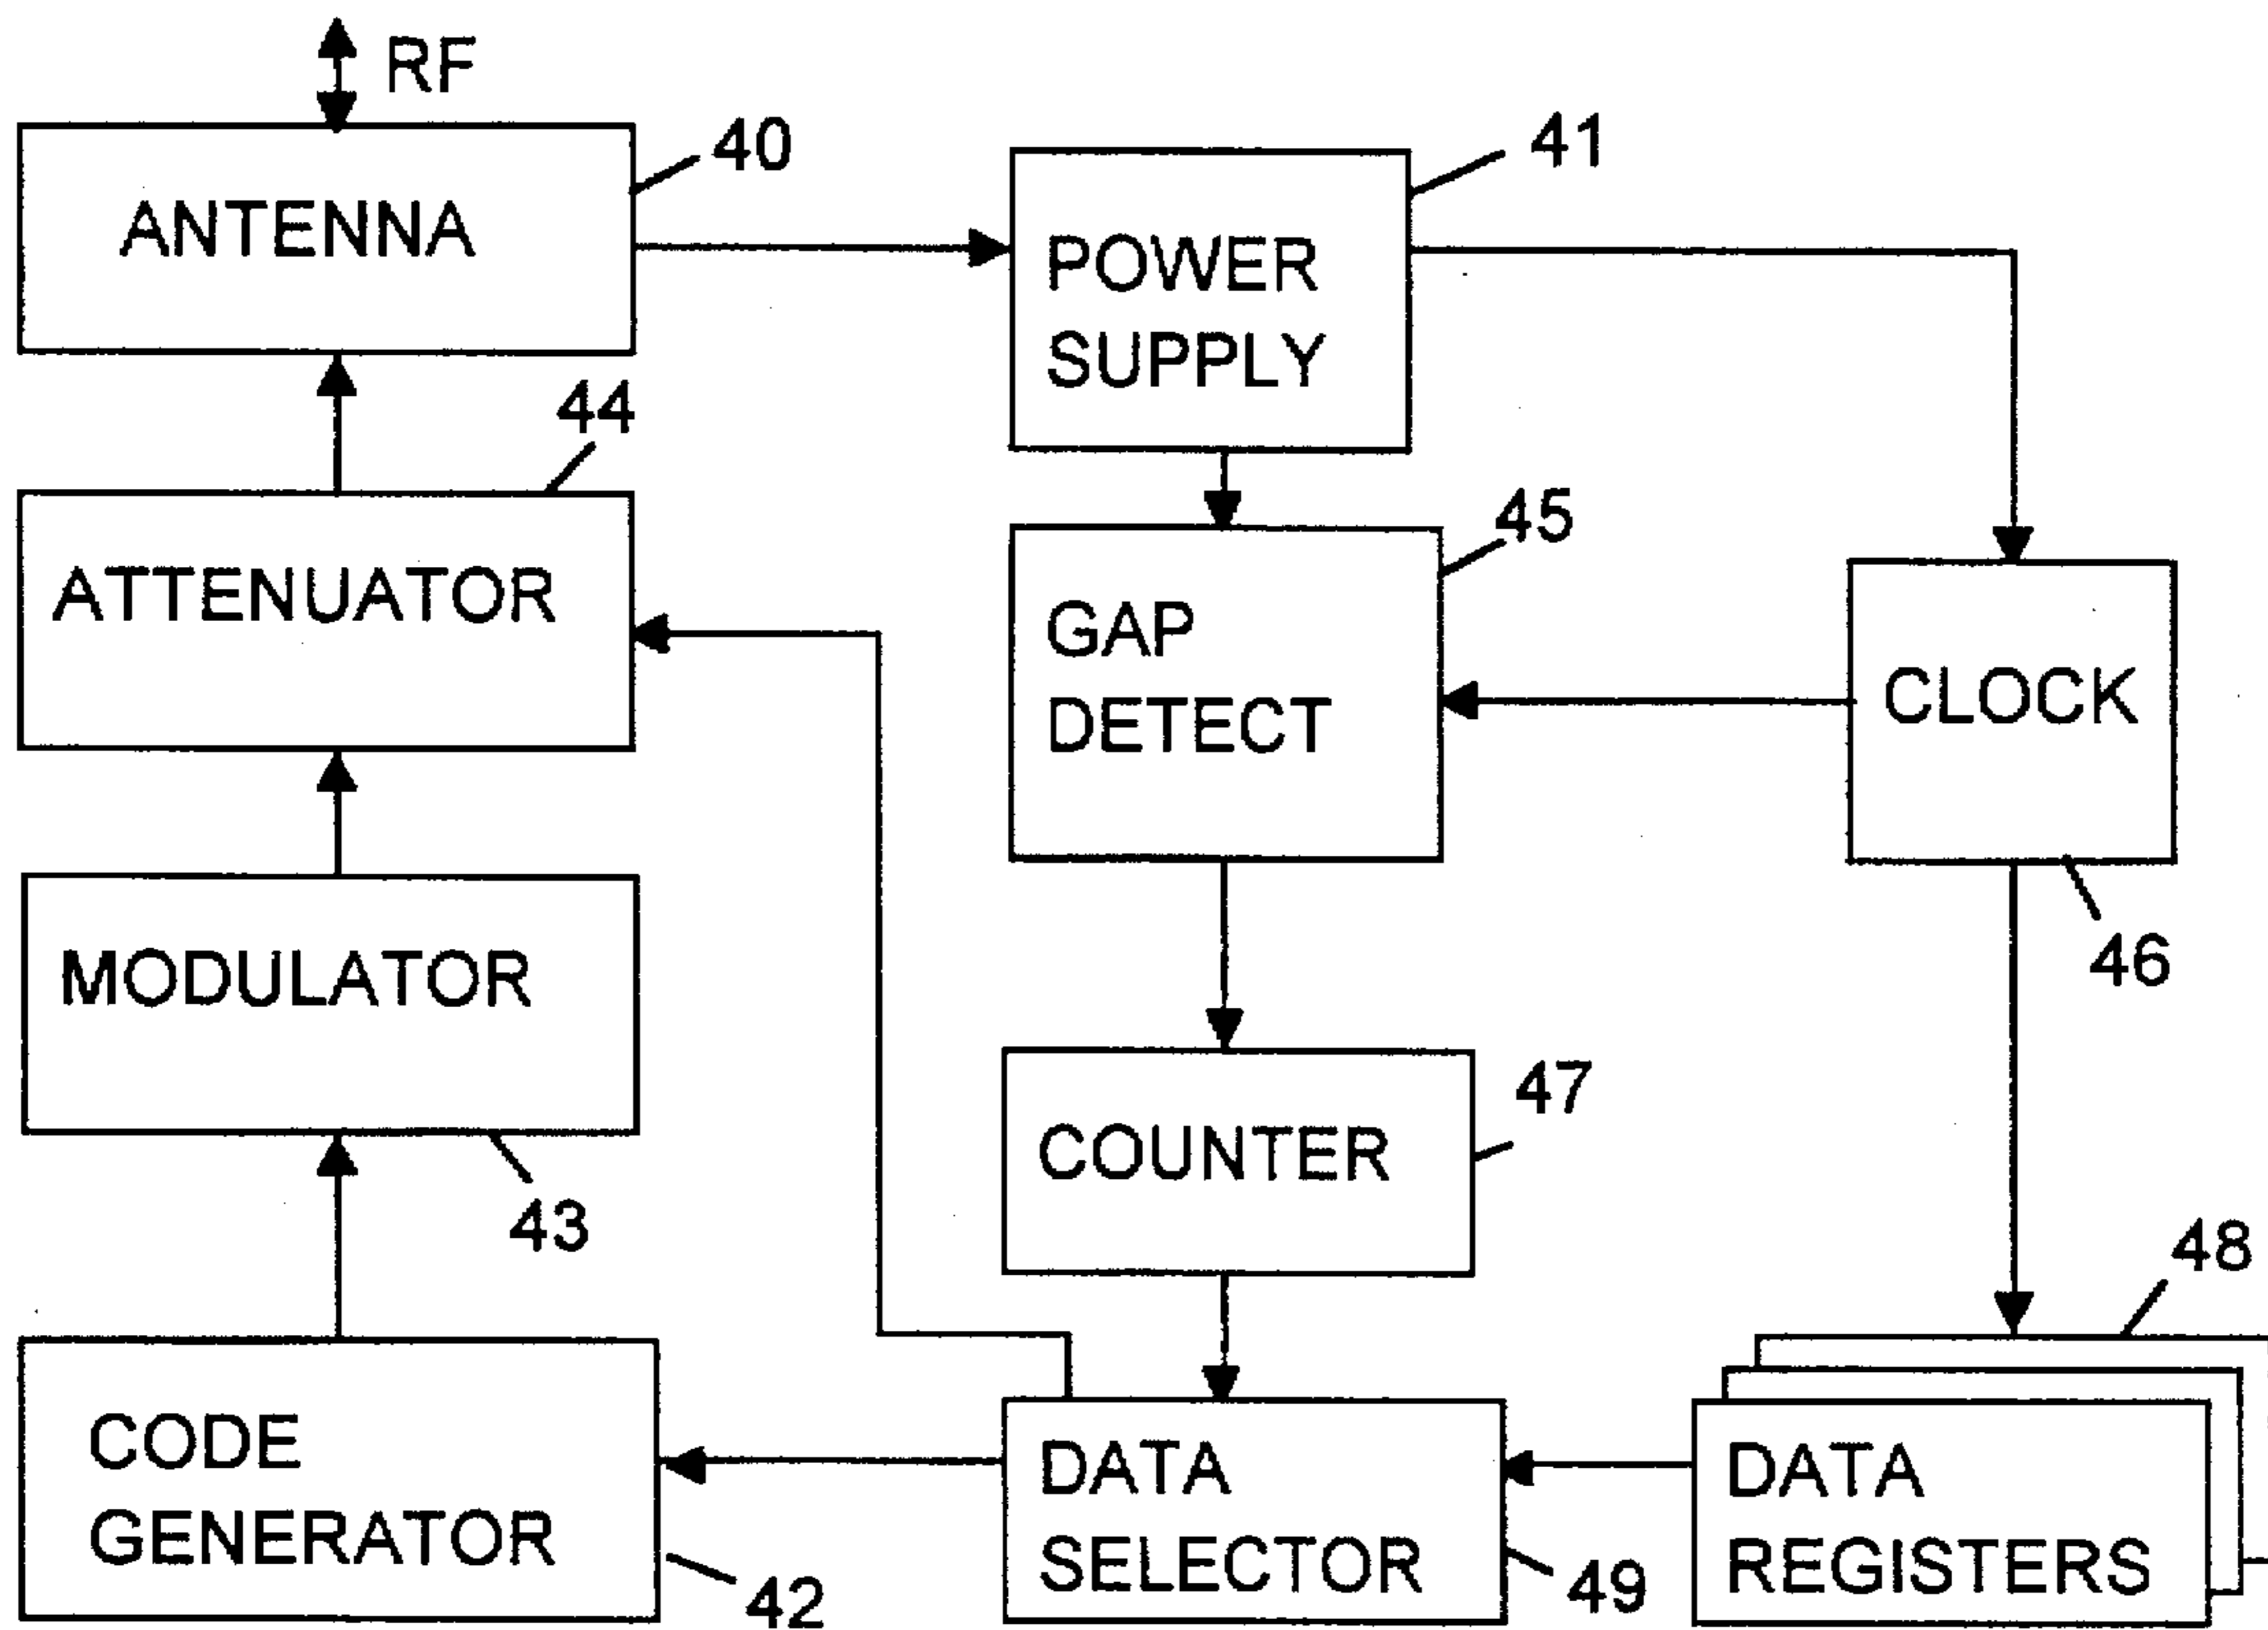 RF
ANTENNA
40
POWER
SUPPLY
41
44
ATTENUATOR
45
GAP
DETECT
CLOCK
46
MODULATOR
43
COUNTER
47
48
CODE
GENERATOR
42
DATA
SELECTOR
49
DATA
REGISTERS